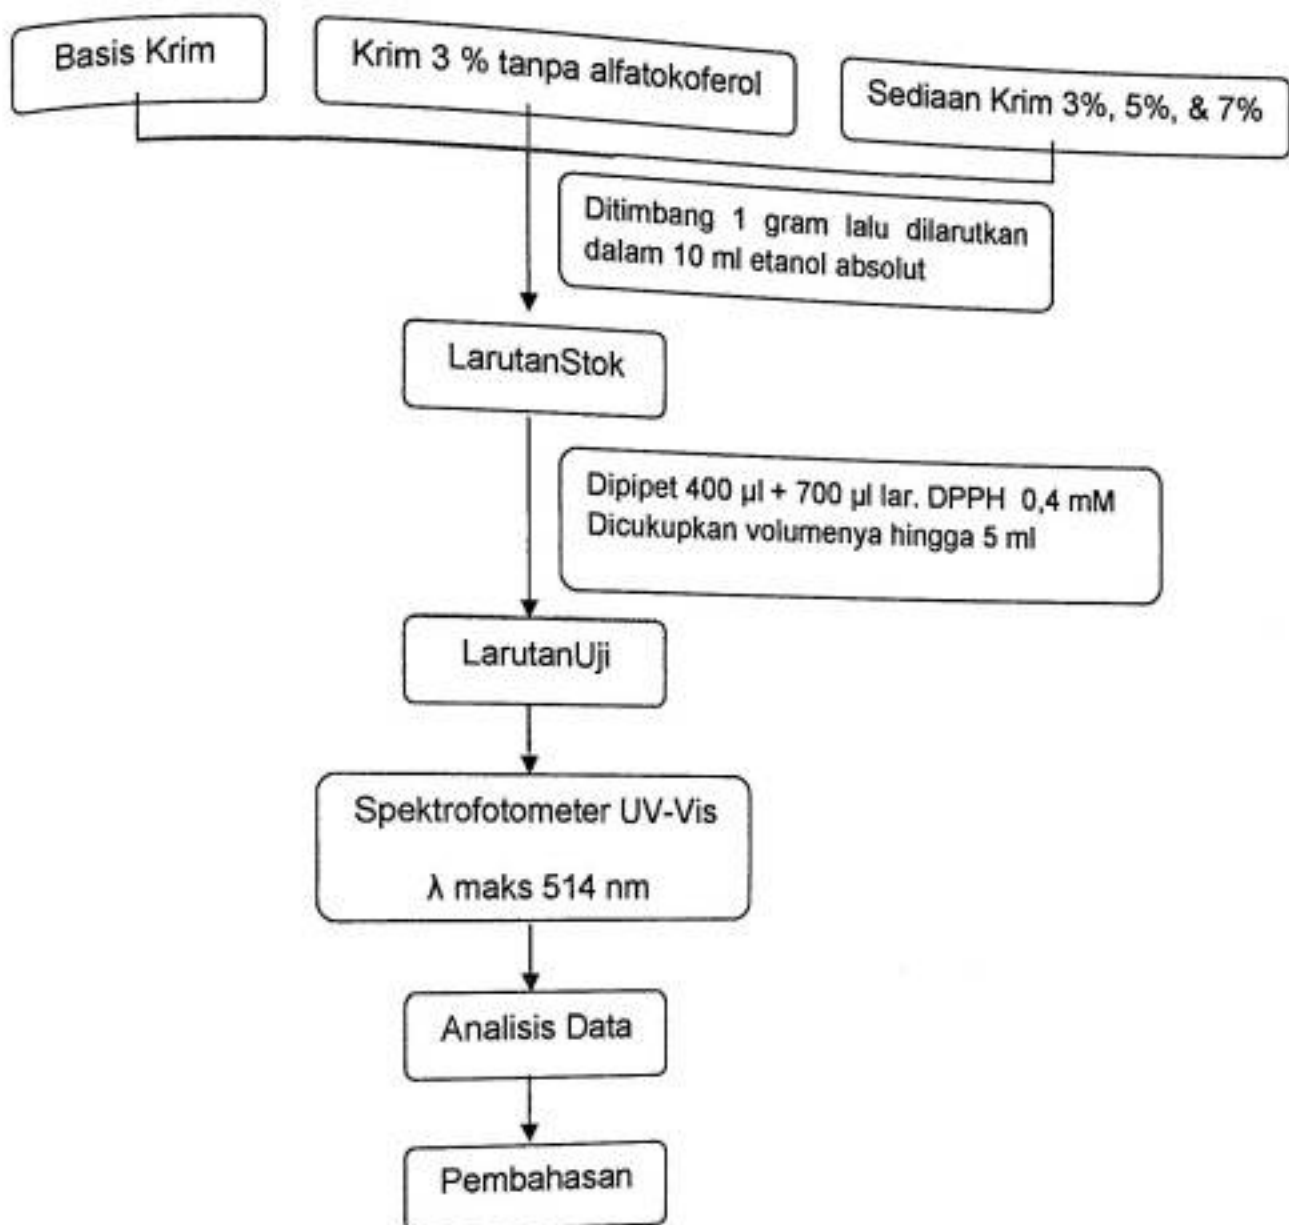 Basis Krim
Krim 3 % tanpa alfatokoferol
Sediaan Krim 3%, 5%, & 7%
Ditimbang 1 gram lalu dilarutkan
dalam 10 ml etanol absolut
LarutanStok
Dipipet 400 µl + 700 µl lar. DPPH 0,4 mM
Dicukupkan volumenya hingga 5 ml
LarutanUji
Spektrofotometer UV-Vis
λ maks 514 nm
Analisis Data
Pembahasan